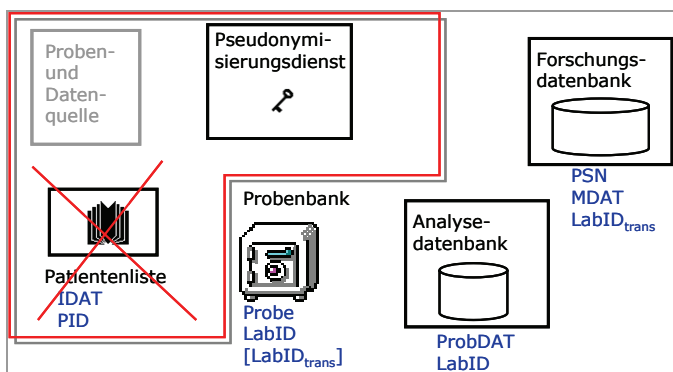 Proben-
und
Daten-
quelle
Pseudonymi-
sierungsdienst
Forschungs-
datenbank
PSN
MDAT
LabIDtrans
Patientenliste
IDAT
PID
Probenbank
Probe
LabID
[LabIDtrans]
Analyse-
datenbank
ProbDAT
LabID